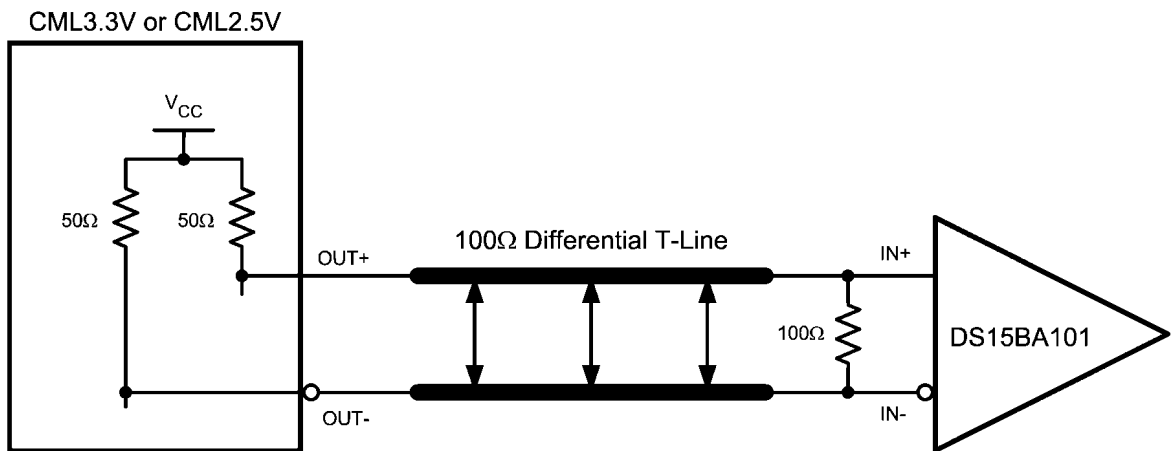 CML3.3V or CML2.5V
VCC
50Ω
50Ω
100Ω Differential T-Line
OUT+
IN+
100Ω
DS15BA101
OUT-
IN-